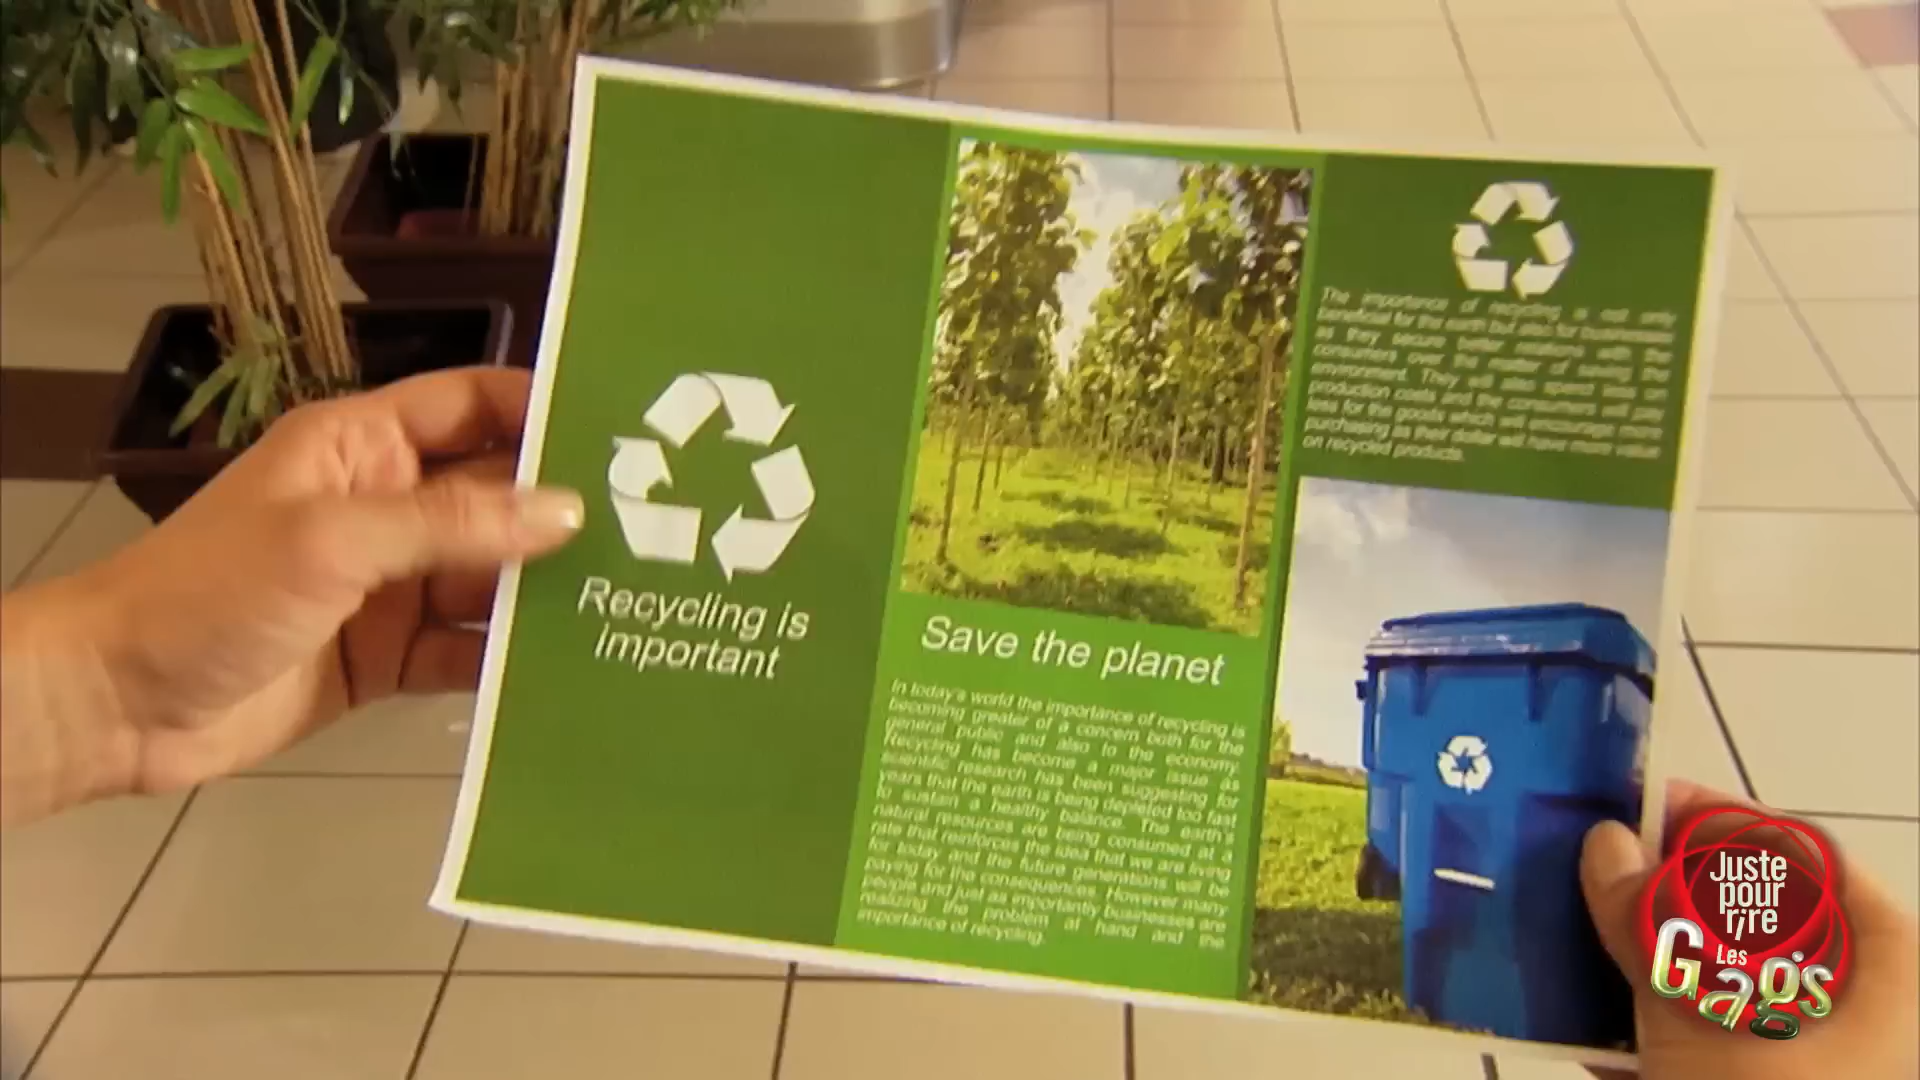 Recycling is
important
Save the planet
In today's world the importance of recycling is
becoming greater of a concern both for the
general public and also to the economy.
Recycling has become a major issue as
scientific research has been suggesting for
years that the earth is being depleted too fast
to sustain a healthy balance. The earth's
natural resources are being consumed at a
rate that reinforces the idea that we are living
for today and the future generations will be
paying for the consequences. However many
people and just as importantly businesses are
realizing the problem at hand and the
importance of recycling.
The importance of recycling is not only
beneficial for the earth but also for businesses
as they secure better relations with the
consumers over the matter of saving the
environment. They will also spend less on
production costs and the consumers will pay
less for the goods which will encourage more
purchasing as their dollar will have more value
on recycled products.
Juste
pour
rire
Les
Gags